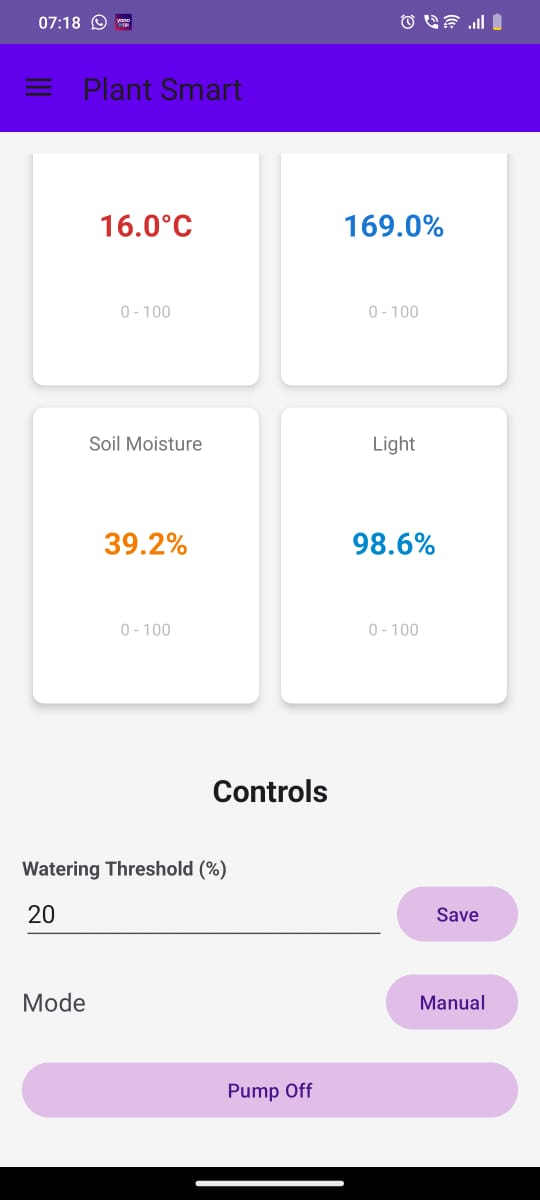 07:18
Plant Smart
16.0°C 169.0%
0 - 100 0 - 100
Soil Moisture Light
39.2% 98.6%
0 - 100 0 - 100
Controls
Watering Threshold (%)
20 Save
Mode Manual
Pump Off